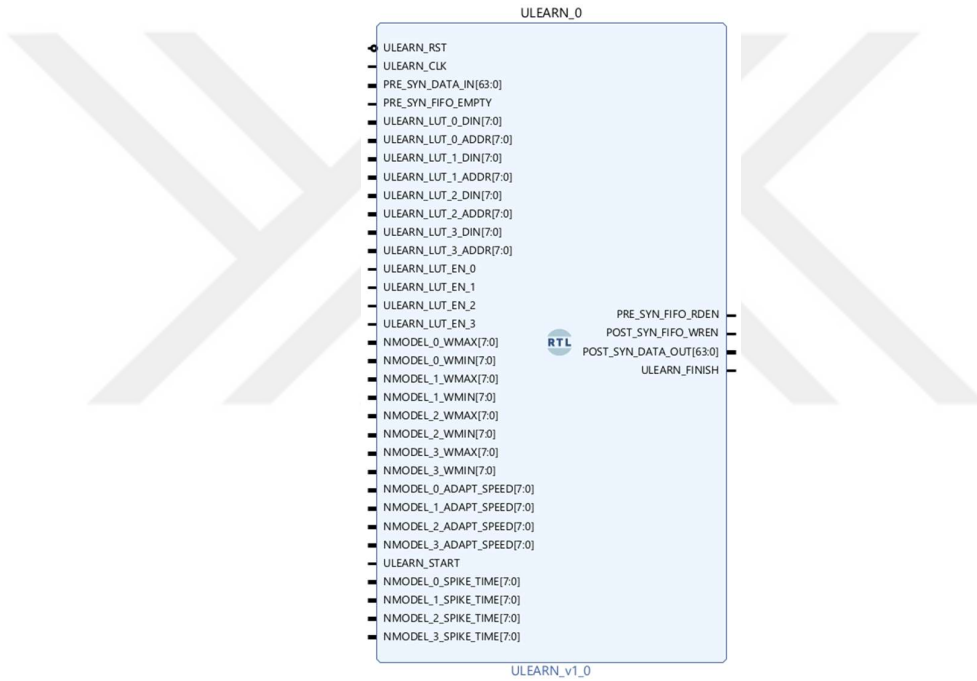 ULEARN_0
ULEARN_RST
ULEARN_CLK
PRE_SYN_DATA_IN[63:0]
PRE_SYN_FIFO_EMPTY
ULEARN_LUT_0_DIN[7:0]
ULEARN_LUT_0_ADDR[7:0]
ULEARN_LUT_1_DIN[7:0]
ULEARN_LUT_1_ADDR[7:0]
ULEARN_LUT_2_DIN[7:0]
ULEARN_LUT_2_ADDR[7:0]
ULEARN_LUT_3_DIN[7:0]
ULEARN_LUT_3_ADDR[7:0]
ULEARN_LUT_EN_0
ULEARN_LUT_EN_1
ULEARN_LUT_EN_2
ULEARN_LUT_EN_3
NMODEL_0_WMAX[7:0]
NMODEL_0_WMIN[7:0]
NMODEL_1_WMAX[7:0]
NMODEL_1_WMIN[7:0]
NMODEL_2_WMAX[7:0]
NMODEL_2_WMIN[7:0]
NMODEL_3_WMAX[7:0]
NMODEL_3_WMIN[7:0]
NMODEL_0_ADAPT_SPEED[7:0]
NMODEL_1_ADAPT_SPEED[7:0]
NMODEL_2_ADAPT_SPEED[7:0]
NMODEL_3_ADAPT_SPEED[7:0]
ULEARN_START
NMODEL_0_SPIKE_TIME[7:0]
NMODEL_1_SPIKE_TIME[7:0]
NMODEL_2_SPIKE_TIME[7:0]
NMODEL_3_SPIKE_TIME[7:0]
RTL
PRE_SYN_FIFO_RDEN
POST_SYN_FIFO_WREN
POST_SYN_DATA_OUT[63:0]
ULEARN_FINISH
ULEARN_v1_0